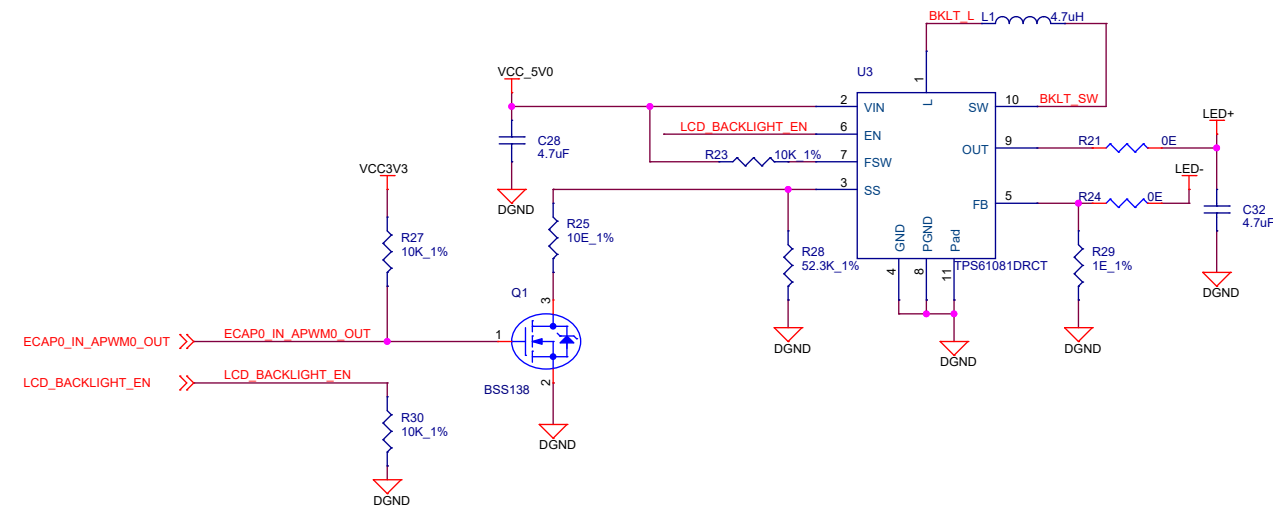 BKLT_L L1 4.7uH
VCC_5V0
U3
1
2 VIN L SW 10 BKLT_SW
LED+
LCD_BACKLIGHT_EN 6 EN
C28
4.7uF
OUT 9 R21 0E
R23 10K_1% 7 FSW
VCC3V3
LED-
3 SS
DGND
FB 5 R24 0E
C32
4.7uF
R25
10E_1%
R27
10K_1%
R28
52.3K_1%
GND PGND Pad
R29
1E_1%
4 8 11 TPS61081DRCT
DGND
Q1
3
ECAP0_IN_APWM0_OUT ECAP0_IN_APWM0_OUT 1
DGND DGND DGND
LCD_BACKLIGHT_EN LCD_BACKLIGHT_EN
2
BSS138
R30
10K_1%
DGND
DGND